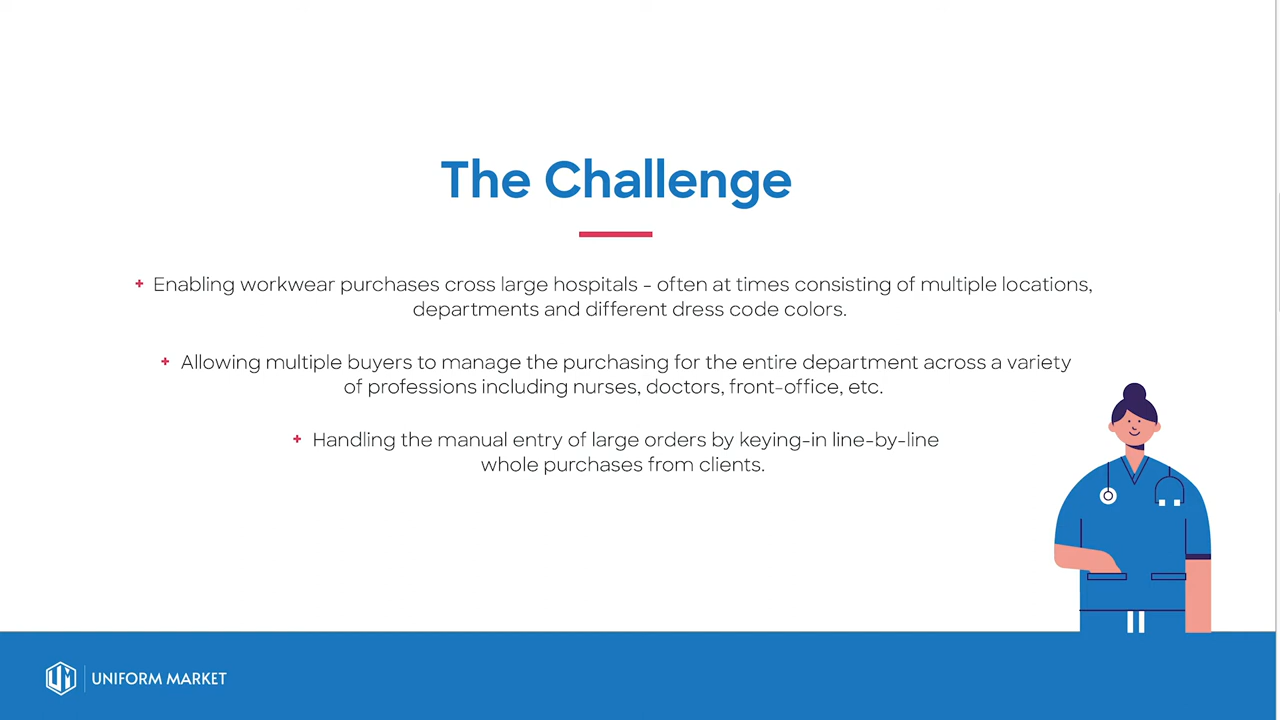 The Challenge
+ Enabling workwear purchases cross large hospitals - often at times consisting of multiple locations,
departments and different dress code colors.
+ Allowing multiple buyers to manage the purchasing for the entire department across a variety
of professions including nurses, doctors, front-office, etc.
+ Handling the manual entry of large orders by keying-in line-by-line
whole purchases from clients.
UM UNIFORM MARKET